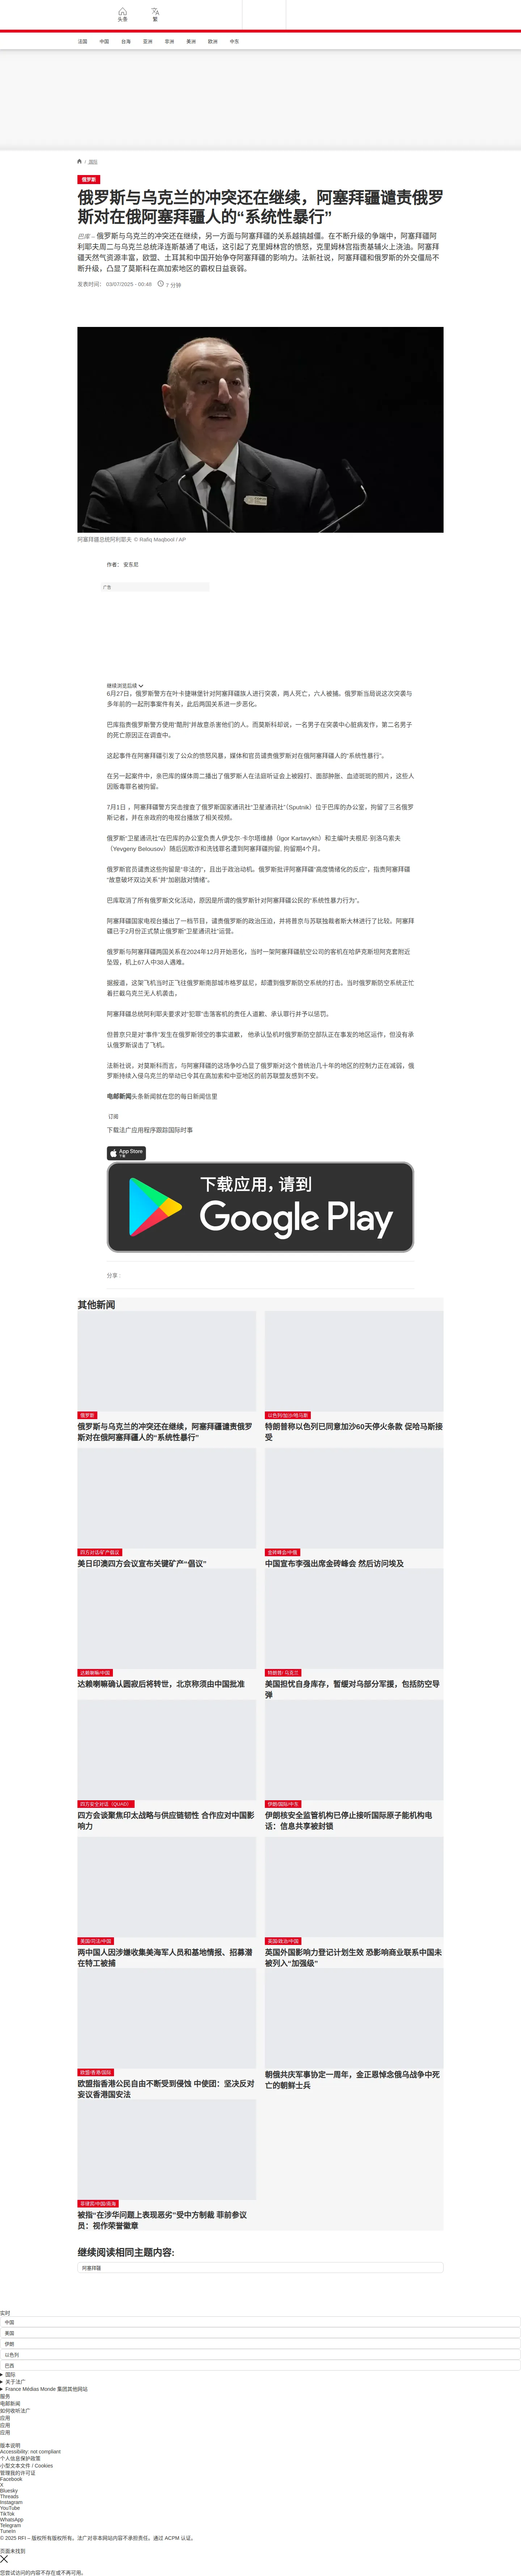 头条
繁
法国
中国
台海
亚洲
非洲
美洲
欧洲
中东
/ 国际
俄罗斯
俄罗斯与乌克兰的冲突还在继续，阿塞拜疆谴责俄罗
斯对在俄阿塞拜疆人的“系统性暴行”
巴库 – 俄罗斯与乌克兰的冲突还在继续，另一方面与阿塞拜疆的关系越搞越僵。在不断升级的争端中，阿塞拜疆阿
利耶夫周二与乌克兰总统泽连斯基通了电话，这引起了克里姆林宫的愤怒，克里姆林宫指责基辅火上浇油。阿塞拜
疆天然气资源丰富，欧盟、土耳其和中国开始争夺阿塞拜疆的影响力。法新社说，阿塞拜疆和俄罗斯的外交僵局不
断升级，凸显了莫斯科在高加索地区的霸权日益衰弱。
发表时间： 03/07/2025 - 00:46
7 分钟
阿塞拜疆总统阿利耶夫 © Rafiq Maqbool / AP
作者： 安东尼
广告
继续浏览后续
6月27日，俄罗斯警方在叶卡捷琳堡针对阿塞拜疆族人进行突袭，两人死亡，六人被捕。俄罗斯当局说这次突袭与
多年前的一起刑事案件有关，此后两国关系进一步恶化。
巴库指责俄罗斯警方使用“酷刑”并故意杀害他们的人。而莫斯科却说，一名男子在突袭中心脏病发作，第二名男子
的死亡原因正在调查中。
这起事件在阿塞拜疆引发了公众的愤怒风暴，媒体和官员谴责俄罗斯对在俄阿塞拜疆人的“系统性暴行”。
在另一起案件中，亲巴库的媒体周二播出了俄罗斯人在法庭听证会上被殴打、面部肿胀、血迹斑斑的照片，这些人
因贩毒罪名被拘留。
7月1日，阿塞拜疆警方突击搜查了俄罗斯国家通讯社“卫星通讯社”（Sputnik）位于巴库的办公室，拘留了三名俄罗
斯记者，并在亲政府的电视台播放了相关视频。
俄罗斯“卫星通讯社”在巴库的办公室负责人伊戈尔·卡尔塔维赫（Igor Kartavykh）和主编叶夫根尼·别洛乌索夫
（Yevgeny Belousov）随后因欺诈和洗钱罪名遭到阿塞拜疆拘留, 拘留期4个月。
俄罗斯官员谴责这些拘留是“非法的”，且出于政治动机。俄罗斯批评阿塞拜疆“高度情绪化的反应”，指责阿塞拜疆
“故意破坏双边关系”并“加剧敌对情绪”。
巴库取消了所有俄罗斯文化活动，原因是所谓的俄罗斯针对阿塞拜疆公民的“系统性暴力行为”。
阿塞拜疆国家电视台播出了一档节目，谴责俄罗斯的政治压迫，并将普京与苏联独裁者斯大林进行了比较。阿塞拜
疆已于2月份正式禁止俄罗斯“卫星通讯社”运营。
俄罗斯与阿塞拜疆两国关系在2024年12月开始恶化，当时一架阿塞拜疆航空公司的客机在哈萨克斯坦阿克套附近
坠毁，机上67人中38人遇难。
据报道，这架飞机当时正飞往俄罗斯南部城市格罗兹尼，却遭到俄罗斯防空系统的打击。当时俄罗斯防空系统正忙
着拦截乌克兰无人机袭击，
阿塞拜疆总统阿利耶夫要求对“犯罪”击落客机的责任人道歉、承认罪行并予以惩罚。
但普京只是对“事件”发生在俄罗斯领空的事实道歉， 他承认坠机时俄罗斯防空部队正在事发的地区运作，但没有承
认俄罗斯误击了飞机。
法新社说，对莫斯科而言，与阿塞拜疆的这场争吵凸显了俄罗斯对这个曾统治几十年的地区的控制力正在减弱，俄
罗斯持续入侵乌克兰的举动已令其在高加索和中亚地区的前苏联盟友感到不安。
电邮新闻头条新闻就在您的每日新闻信里
订阅
下载法广应用程序跟踪国际时事
App Store
下载
下载应用，请到
Google Play
分享 :
其他新闻
俄罗斯
俄罗斯与乌克兰的冲突还在继续，阿塞拜疆谴责俄罗
斯对在俄阿塞拜疆人的“系统性暴行”
以色列/加沙/哈马斯
特朗普称以色列已同意加沙60天停火条款 促哈马斯接
受
四方对话/矿产倡议
美日印澳四方会议宣布关键矿产“倡议”
金砖峰会/中俄
中国宣布李强出席金砖峰会 然后访问埃及
达赖喇嘛/中国
达赖喇嘛确认圆寂后将转世，北京称须由中国批准
特朗普/ 乌克兰
美国担忧自身库存，暂缓对乌部分军援，包括防空导
弹
四方安全对话（QUAD）
四方会谈聚焦印太战略与供应链韧性 合作应对中国影
响力
伊朗/国际/中东
伊朗核安全监管机构已停止接听国际原子能机构电
话：信息共享被封锁
美国/司法/中国
两中国人因涉嫌收集美海军人员和基地情报、招募潜
在特工被捕
英国/政治/中国
英国外国影响力登记计划生效 恐影响商业联系中国未
被列入“加强级”
欧盟/香港/国际
欧盟指香港公民自由不断受到侵蚀 中使团：坚决反对
妄议香港国安法
朝俄共庆军事协定一周年，金正恩悼念俄乌战争中死
亡的朝鲜士兵
菲律宾/中国/南海
被指“在涉华问题上表现恶劣”受中方制裁 菲前参议
员：视作荣誉徽章
继续阅读相同主题内容:
阿塞拜疆
实时
中国
美国
伊朗
以色列
巴西
国际
关于法广
France Médias Monde 集团其他网站
服务
电邮新闻
如何收听法广
应用
应用
应用
版本说明
Accessibility: not compliant
个人信息保护政策
小型文本文件 / Cookies
管理我的许可证
Facebook
X
Bluesky
Threads
Instagram
YouTube
TikTok
WhatsApp
Telegram
TuneIn
© 2025 RFI – 版权所有版权所有。法广对非本网站内容不承担责任。通过 ACPM 认证。
页面未找到
您尝试访问的内容不存在或不再可用。